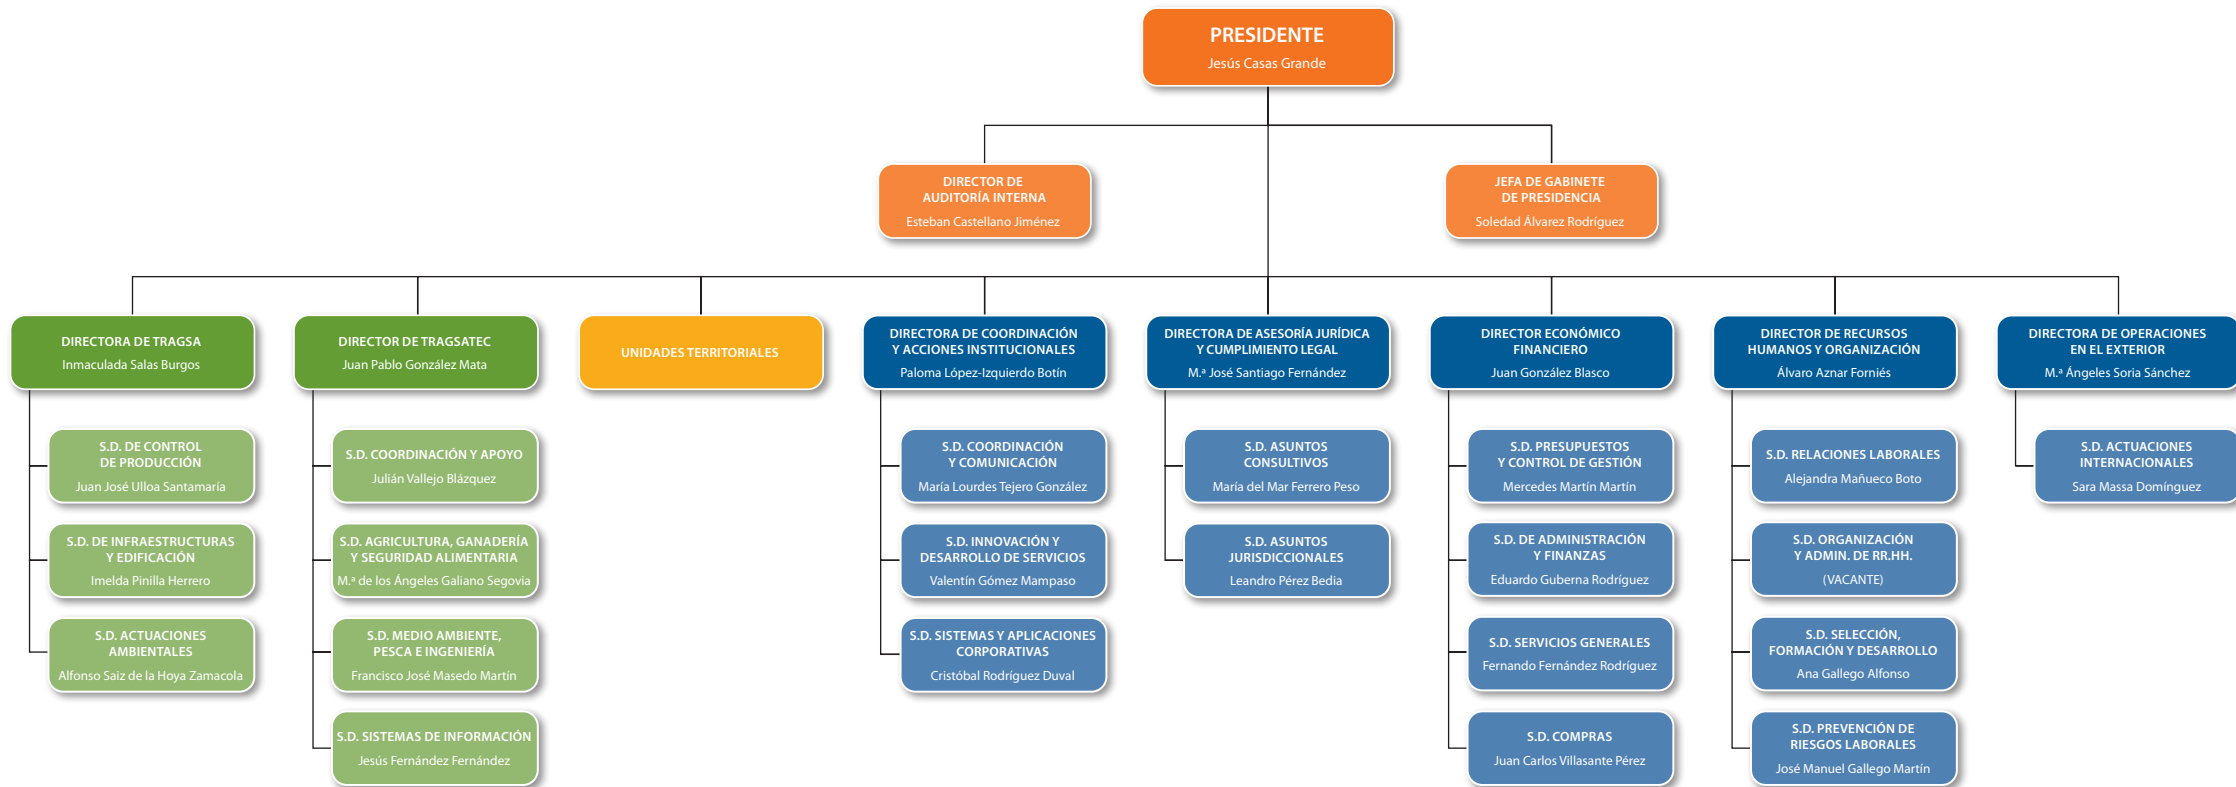 PRESIDENTE
Jesús Casas Grande
DIRECTOR DE
AUDITORÍA INTERNA
Esteban Castellano Jiménez
JEFA DE GABINETE
DE PRESIDENCIA
Soledad Álvarez Rodríguez
DIRECTORA DE TRAGSA
Inmaculada Salas Burgos
DIRECTOR DE TRAGSATEC
Juan Pablo González Mata
UNIDADES TERRITORIALES
DIRECTORA DE COORDINACIÓN
Y ACCIONES INSTITUCIONALES
Paloma López-Izquierdo Botín
DIRECTORA DE ASESORÍA JURÍDICA
Y CUMPLIMIENTO LEGAL
M.ª José Santiago Fernández
DIRECTOR ECONÓMICO
FINANCIERO
Juan González Blasco
DIRECTOR DE RECURSOS
HUMANOS Y ORGANIZACIÓN
Álvaro Aznar Forniés
DIRECTORA DE OPERACIONES
EN EL EXTERIOR
M.ª Ángeles Soria Sánchez
S.D. DE CONTROL
DE PRODUCCIÓN
Juan José Ulloa Santamaría
S.D. DE INFRAESTRUCTURAS
Y EDIFICACIÓN
Imelda Pinilla Herrero
S.D. ACTUACIONES
AMBIENTALES
Alfonso Saiz de la Hoya Zamacola
S.D. COORDINACIÓN Y APOYO
Julián Vallejo Blázquez
S.D. AGRICULTURA, GANADERÍA
Y SEGURIDAD ALIMENTARIA
M.ª de los Ángeles Galiano Segovia
S.D. MEDIO AMBIENTE,
PESCA E INGENIERÍA
Francisco José Masedo Martín
S.D. SISTEMAS DE INFORMACIÓN
Jesús Fernández Fernández
S.D. COORDINACIÓN
Y COMUNICACIÓN
María Lourdes Tejero González
S.D. INNOVACIÓN Y
DESARROLLO DE SERVICIOS
Valentín Gómez Mampaso
S.D. SISTEMAS Y APLICACIONES
CORPORATIVAS
Cristóbal Rodríguez Duval
S.D. ASUNTOS
CONSULTIVOS
María del Mar Ferrero Peso
S.D. ASUNTOS
JURISDICCIONALES
Leandro Pérez Bedia
S.D. PRESUPUESTOS
Y CONTROL DE GESTIÓN
Mercedes Martín Martín
S.D. DE ADMINISTRACIÓN
Y FINANZAS
Eduardo Guberna Rodríguez
S.D. SERVICIOS GENERALES
Fernando Fernández Rodríguez
S.D. COMPRAS
Juan Carlos Villasante Pérez
S.D. RELACIONES LABORALES
Alejandra Mañueco Boto
S.D. ORGANIZACIÓN
Y ADMIN. DE RR.HH.
(VACANTE)
S.D. SELECCIÓN,
FORMACIÓN Y DESARROLLO
Ana Gallego Alfonso
S.D. PREVENCIÓN DE
RIESGOS LABORALES
José Manuel Gallego Martín
S.D. ACTUACIONES
INTERNACIONALES
Sara Massa Domínguez